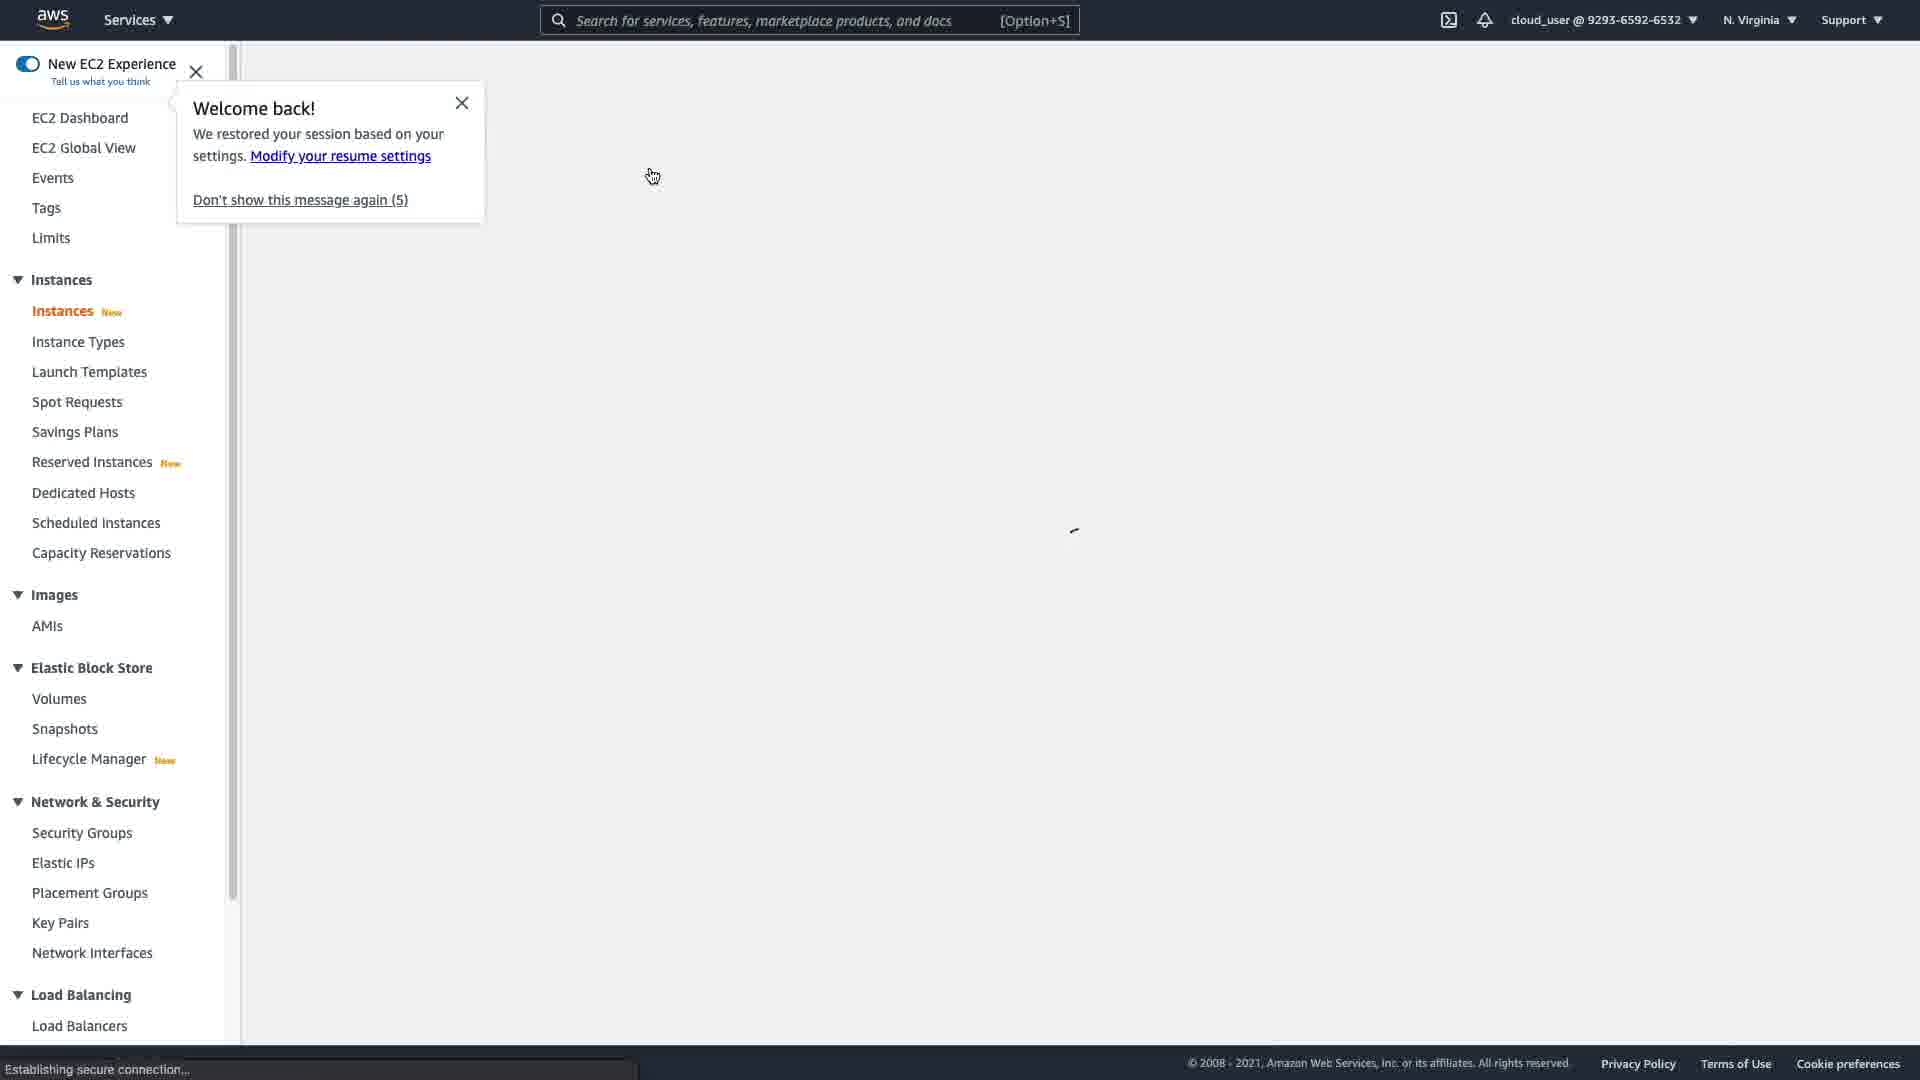 aws
Services
Search for services, features, marketplace products, and docs [Option+S]
cloud_user @ 9293-6592-6532
N. Virginia
Support
New EC2 Experience
Tell us what you think
Welcome back!
We restored your session based on your
settings. Modify your resume settings
Don't show this message again (5)
EC2 Dashboard
EC2 Global View
Events
Tags
Limits
Instances
Instances New
Instance Types
Launch Templates
Spot Requests
Savings Plans
Reserved Instances New
Dedicated Hosts
Scheduled Instances
Capacity Reservations
Images
AMIs
Elastic Block Store
Volumes
Snapshots
Lifecycle Manager New
Network & Security
Security Groups
Elastic IPs
Placement Groups
Key Pairs
Network Interfaces
Load Balancing
Load Balancers
Establishing secure connection...
© 2008 - 2021, Amazon Web Services, Inc. or its affiliates. All rights reserved.
Privacy Policy
Terms of Use
Cookie preferences